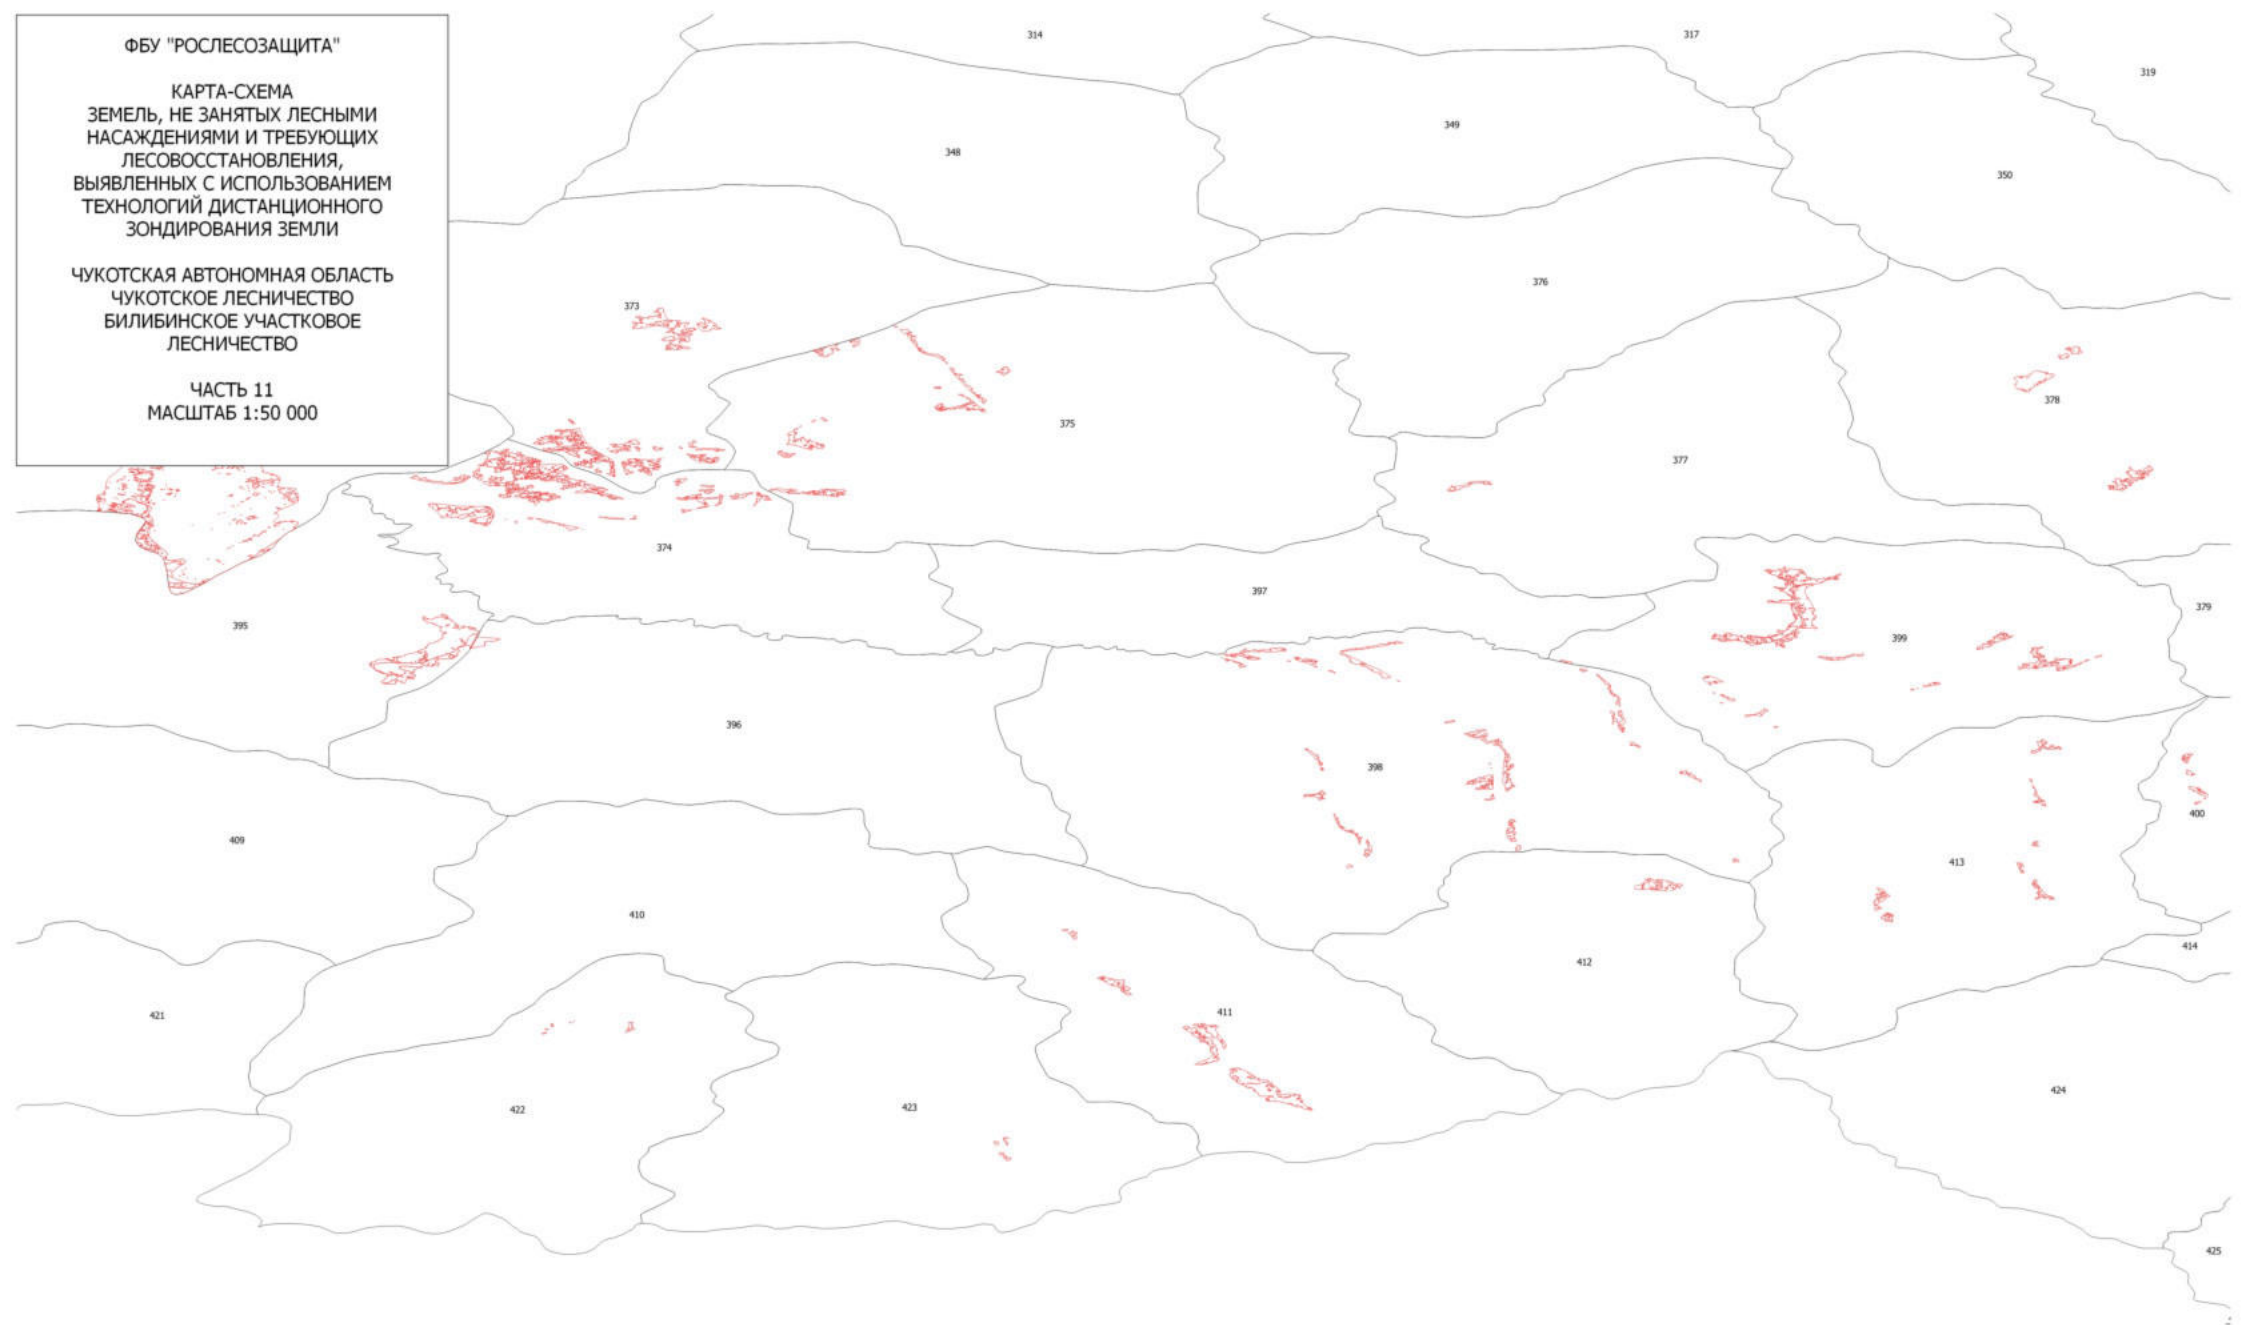 ФБУ "РОСЛЕСОЗАЩИТА"
КАРТА-СХЕМА
ЗЕМЕЛЬ, НЕ ЗАНЯТЫХ ЛЕСНЫМИ
НАСАЖДЕНИЯМИ И ТРЕБУЮЩИХ
ЛЕСОВОССТАНОВЛЕНИЯ,
ВЫЯВЛЕННЫХ С ИСПОЛЬЗОВАНИЕМ
ТЕХНОЛОГИЙ ДИСТАНЦИОННОГО
ЗОНДИРОВАНИЯ ЗЕМЛИ
ЧУКОТСКАЯ АВТОНОМНАЯ ОБЛАСТЬ
ЧУКОТСКОЕ ЛЕСНИЧЕСТВО
БИЛИБИНСКОЕ УЧАСТКОВОЕ
ЛЕСНИЧЕСТВО
ЧАСТЬ 11
МАСШТАБ 1:50 000
314
317
319
349
348
350
376
373
378
375
377
374
397
379
395
399
396
398
400
409
413
410
414
412
411
421
424
423
422
425